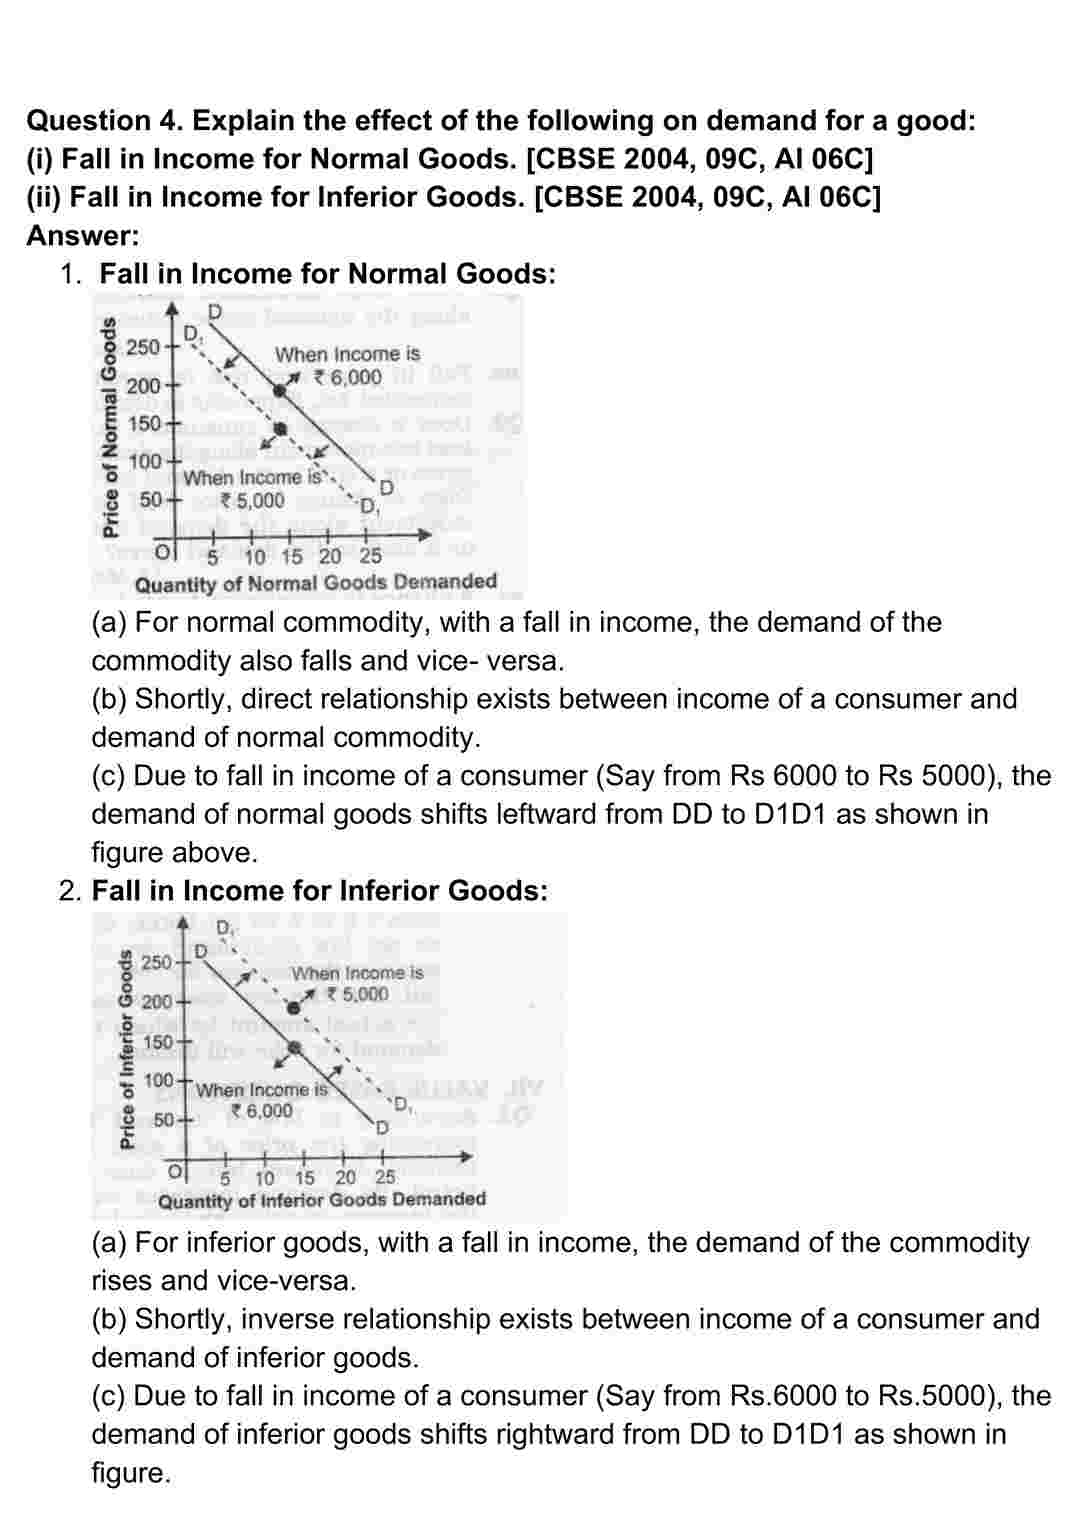 Question 4. Explain the effect of the following on demand for a good:
(i) Fall in Income for Normal Goods. [CBSE 2004, 09C, AI 06C]
(ii) Fall in Income for Inferior Goods. [CBSE 2004, 09C, AI 06C]
Answer:
1. Fall in Income for Normal Goods:
Price of Normal Goods
D
D₁
250
When Income is
₹ 6,000
200
150
100
When Income is
₹ 5,000
50
D
D₁
O
5 10 15 20 25
Quantity of Normal Goods Demanded
(a) For normal commodity, with a fall in income, the demand of the
commodity also falls and vice- versa.
(b) Shortly, direct relationship exists between income of a consumer and
demand of normal commodity.
(c) Due to fall in income of a consumer (Say from Rs 6000 to Rs 5000), the
demand of normal goods shifts leftward from DD to D1D1 as shown in
figure above.
2. Fall in Income for Inferior Goods:
Price of Inferior Goods
D₁
D
250
When Income is
₹ 5,000
200
150
100
When Income is
₹ 6,000
50
D₁
D
O
5 10 15 20 25
Quantity of Inferior Goods Demanded
(a) For inferior goods, with a fall in income, the demand of the commodity
rises and vice-versa.
(b) Shortly, inverse relationship exists between income of a consumer and
demand of inferior goods.
(c) Due to fall in income of a consumer (Say from Rs.6000 to Rs.5000), the
demand of inferior goods shifts rightward from DD to D1D1 as shown in
figure.